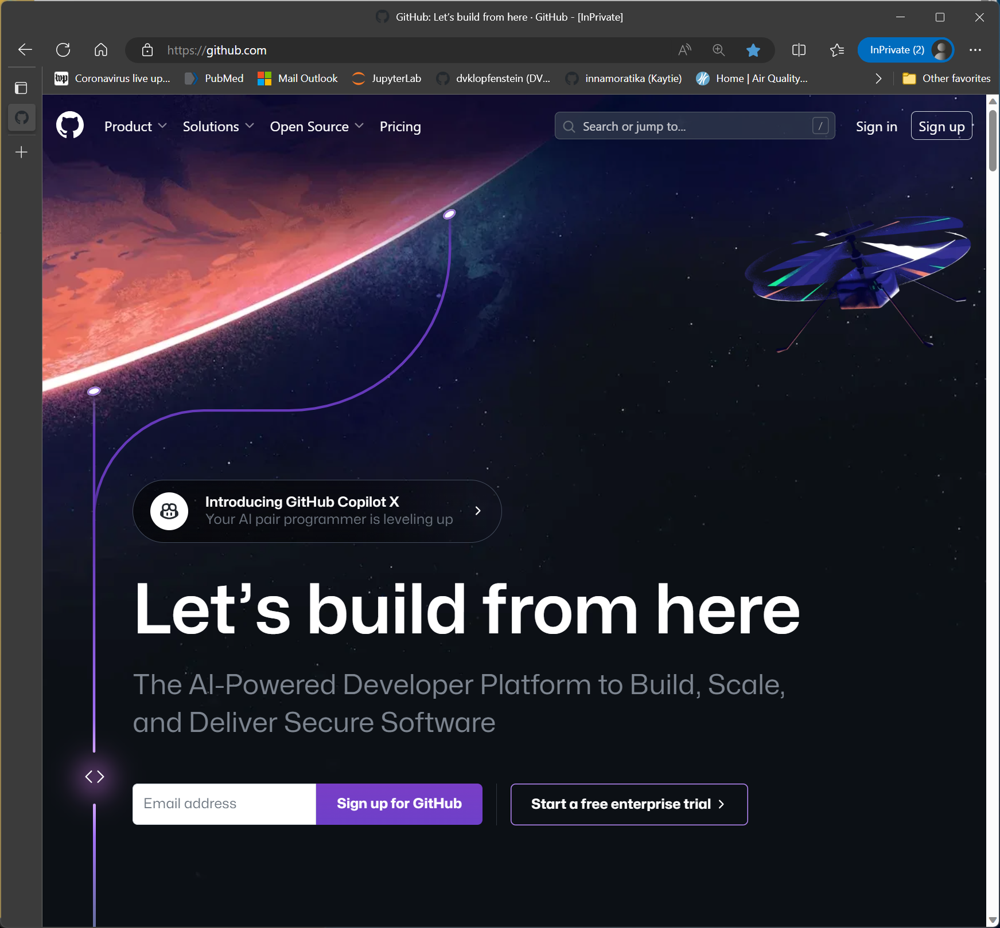 GitHub: Let's build from here · GitHub - [InPrivate]
https://github.com
InPrivate (2)
Coronavirus live up...
PubMed
Mail Outlook
JupyterLab
dvklopfenstein (DV...
innamoratika (Kaytie)
Home | Air Quality...
Other favorites
Product
Solutions
Open Source
Pricing
Search or jump to...
/
Sign in
Sign up
Introducing GitHub Copilot X
Your AI pair programmer is leveling up
Let’s build from here
The AI-Powered Developer Platform to Build, Scale,
and Deliver Secure Software
Email address
Sign up for GitHub
Start a free enterprise trial